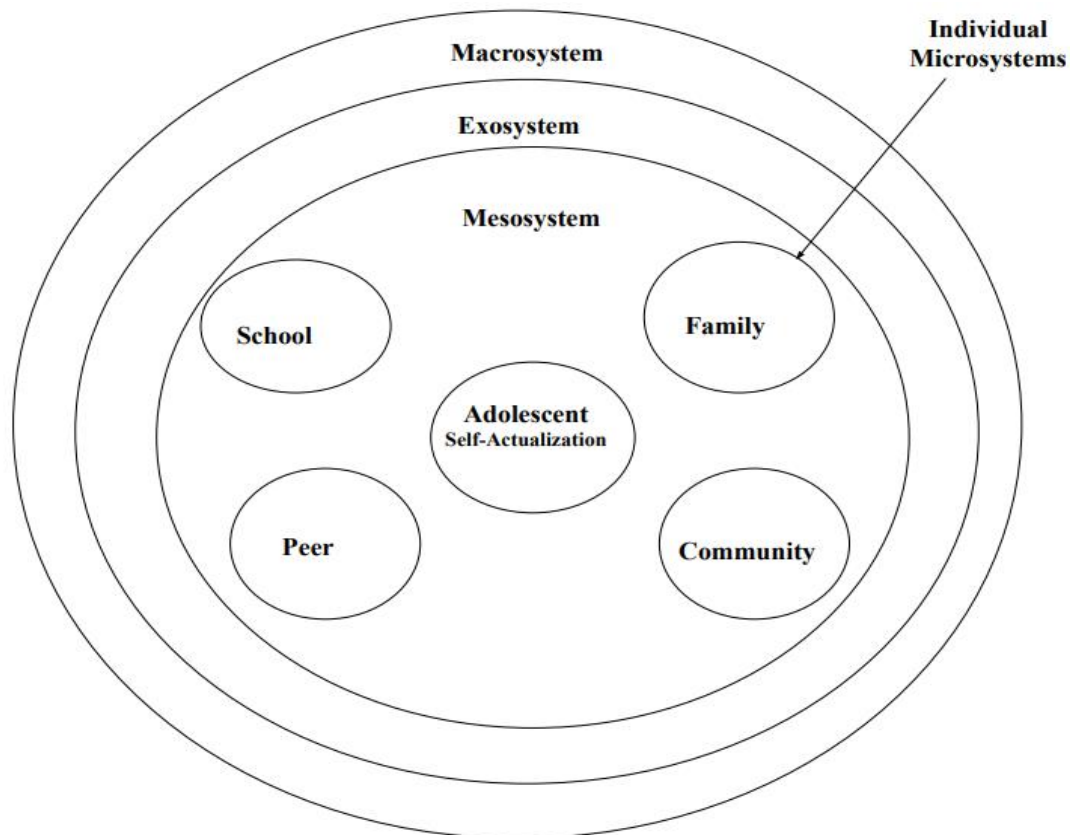 Individual
Microsystems
Macrosystem
Exosystem
Mesosystem
School
Family
Adolescent
Self-Actualization
Peer
Community